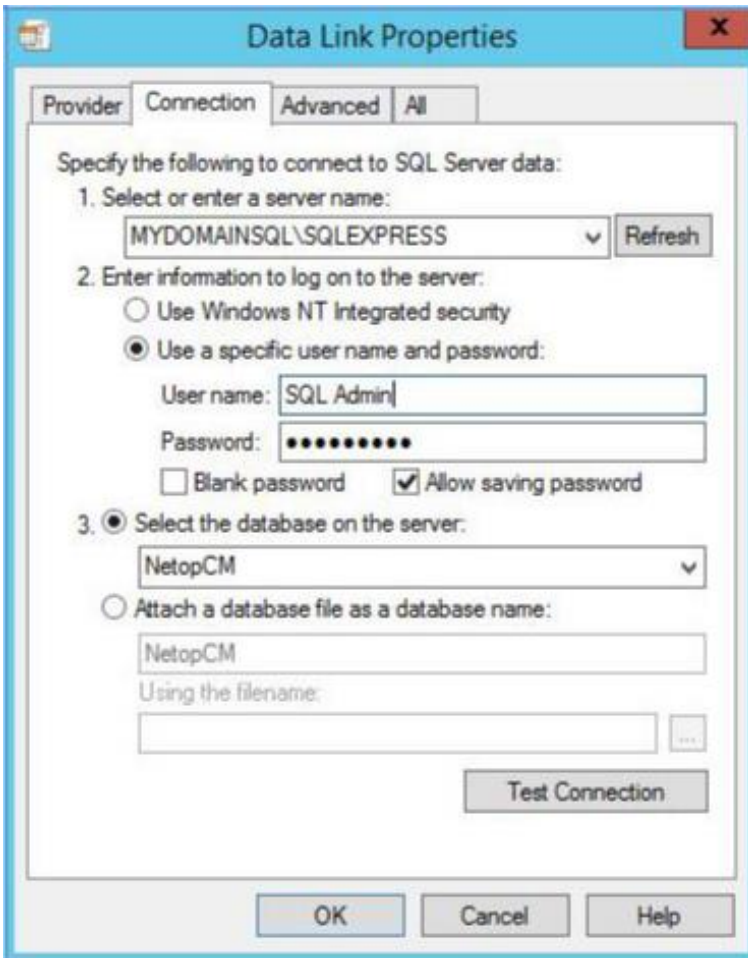 Data Link Properties
x
Provider Connection Advanced All
Specify the following to connect to SQL Server data:
1. Select or enter a server name:
MYDOMAINSQL\SQLEXPRESS Refresh
2. Enter information to log on to the server:
Use Windows NT Integrated security
Use a specific user name and password:
User name: SQL Admin
Password: ●●●●●●●●●
Blank password Allow saving password
3. Select the database on the server:
NetopCM
Attach a database file as a database name:
NetopCM
Using the filename:
...
Test Connection
OK Cancel Help